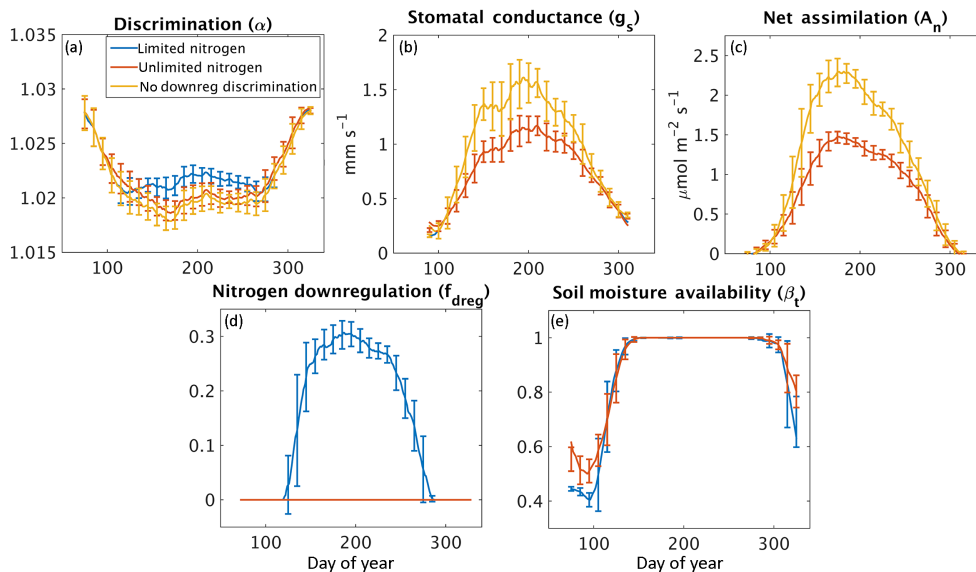 Discrimination (α)
(a)
Limited nitrogen
Unlimited nitrogen
No downreg discrimination
1.035
1.03
1.025
1.02
1.015
100
200
300
Stomatal conductance (gs)
(b)
mm s⁻¹
2
1.5
1
0.5
0
100
200
300
Net assimilation (An)
(c)
μmol m⁻² s⁻¹
2.5
2
1.5
1
0.5
0
100
200
300
Nitrogen downregulation (fdreg)
(d)
0.3
0.2
0.1
0
100
200
300
Day of year
Soil moisture availability (βt)
(e)
1
0.8
0.6
0.4
100
200
300
Day of year